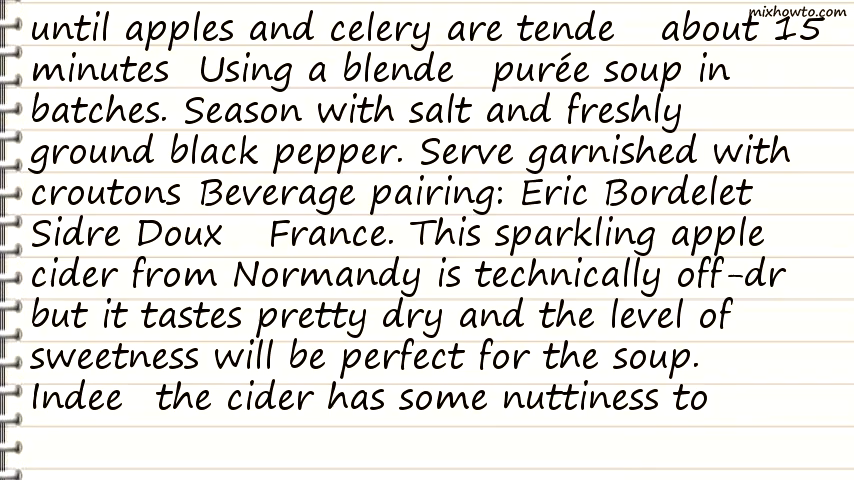 mixhowto.com
until apples and celery are tende about 15
minutes Using a blende purée soup in
batches. Season with salt and freshly
ground black pepper. Serve garnished with
croutons Beverage pairing: Eric Bordelet
Sidre Doux France. This sparkling apple
cider from Normandy is technically off-dr
but it tastes pretty dry and the level of
sweetness will be perfect for the soup.
Indee the cider has some nuttiness to